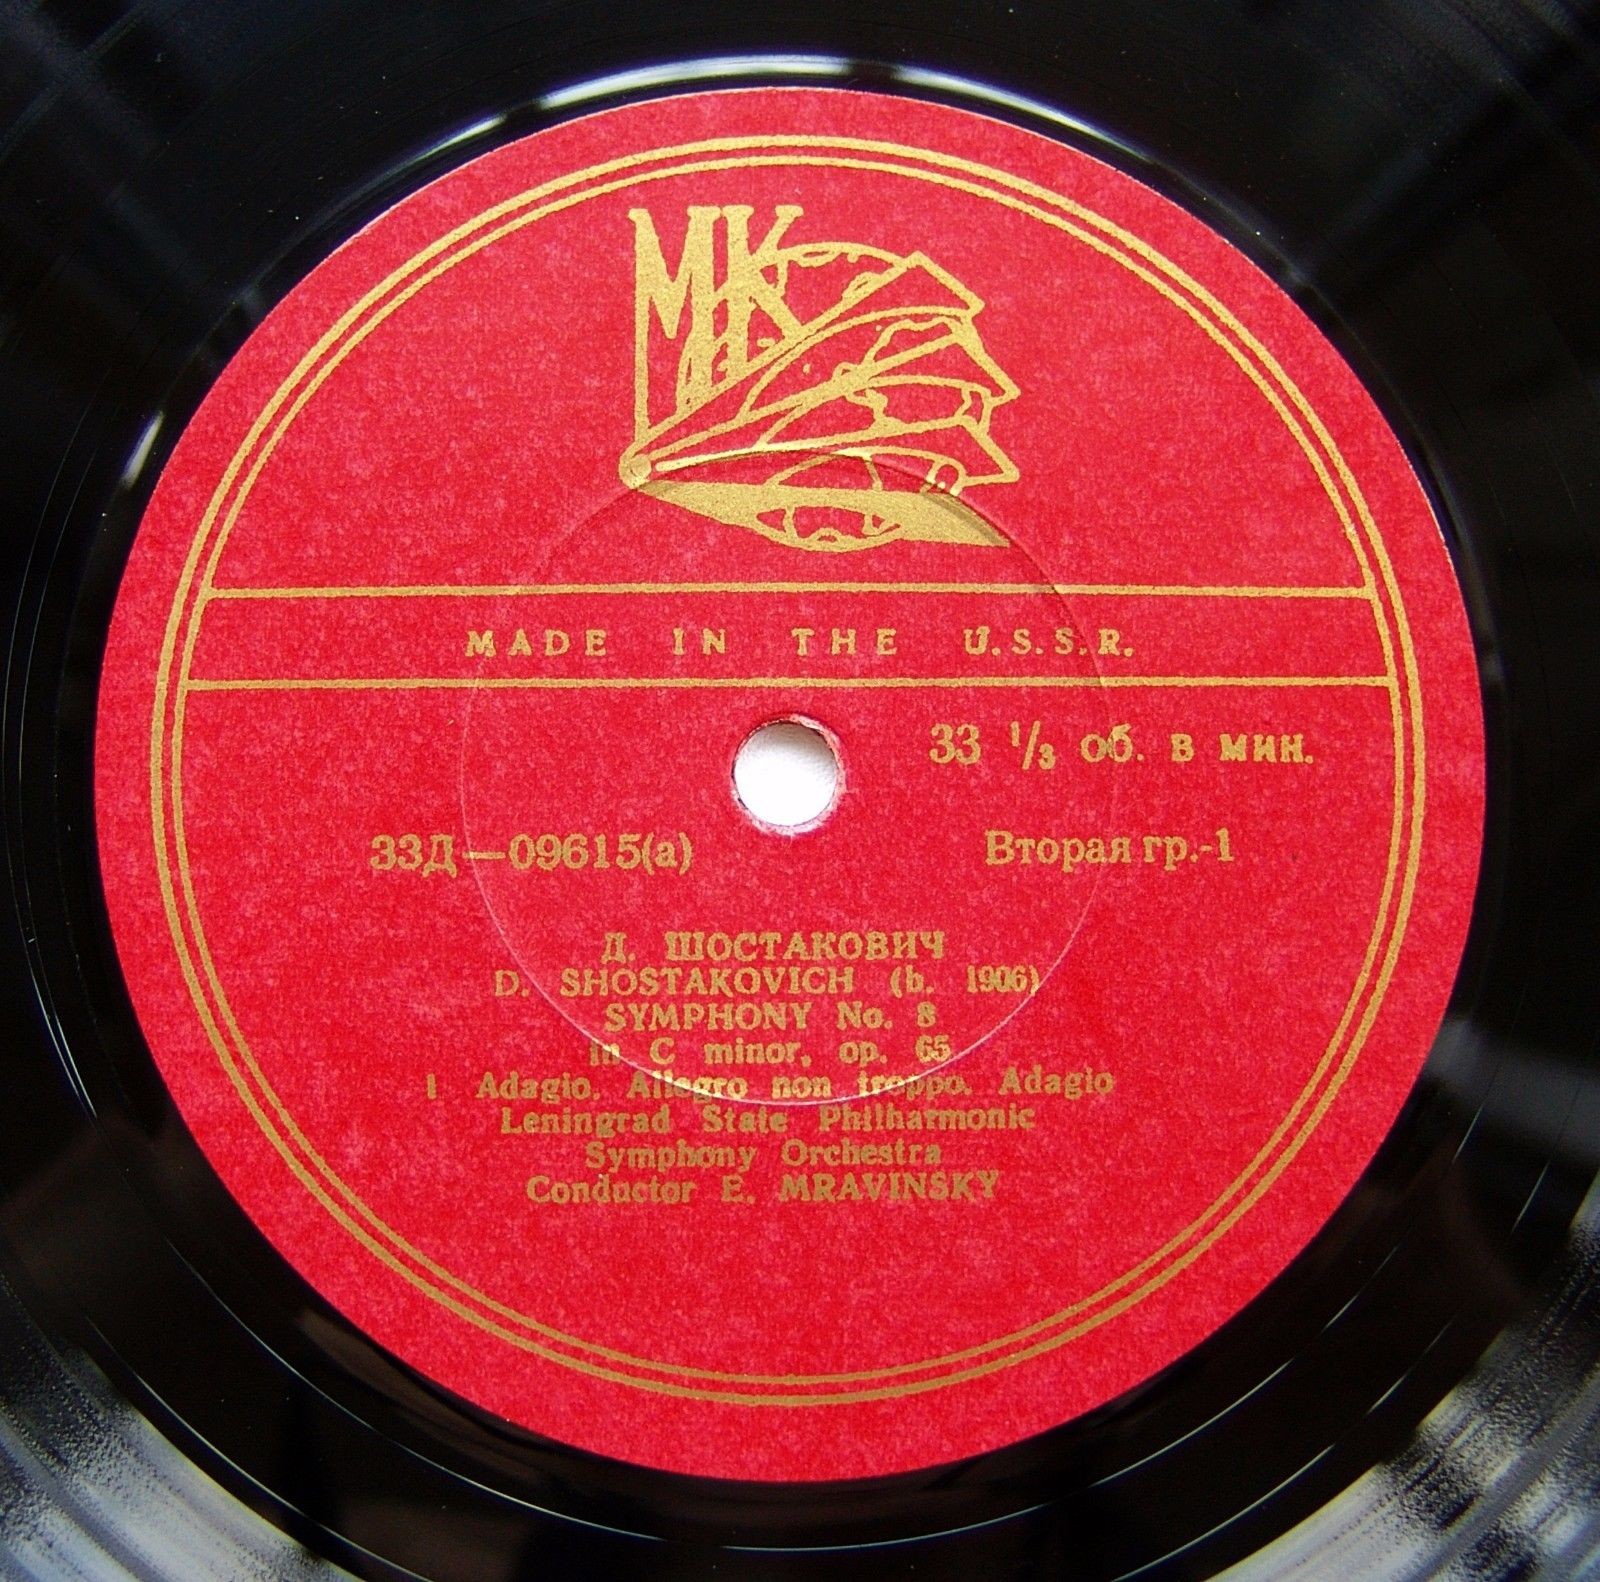 МК
MADE IN THE U.S.S.R.
33 1/3 об. в мин.
33Д—09615(а)
Вторая гр.-1
Д. ШОСТАКОВИЧ
D. SHOSTAKOVICH (b. 1906)
SYMPHONY No. 8
in C minor, op. 65
I Adagio. Allegro non troppo. Adagio
Leningrad State Philharmonic
Symphony Orchestra
Conductor E. MRAVINSKY